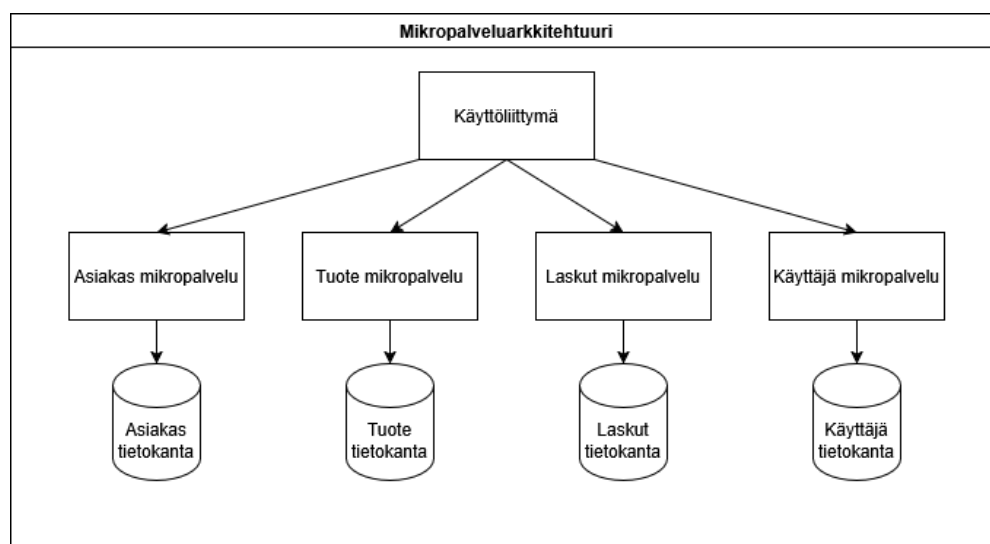 Mikropalveluarkkitehtuuri
Käyttöliittymä
Asiakas mikropalvelu
Tuote mikropalvelu
Laskut mikropalvelu
Käyttäjä mikropalvelu
Asiakas
tietokanta
Tuote
tietokanta
Laskut
tietokanta
Käyttäjä
tietokanta